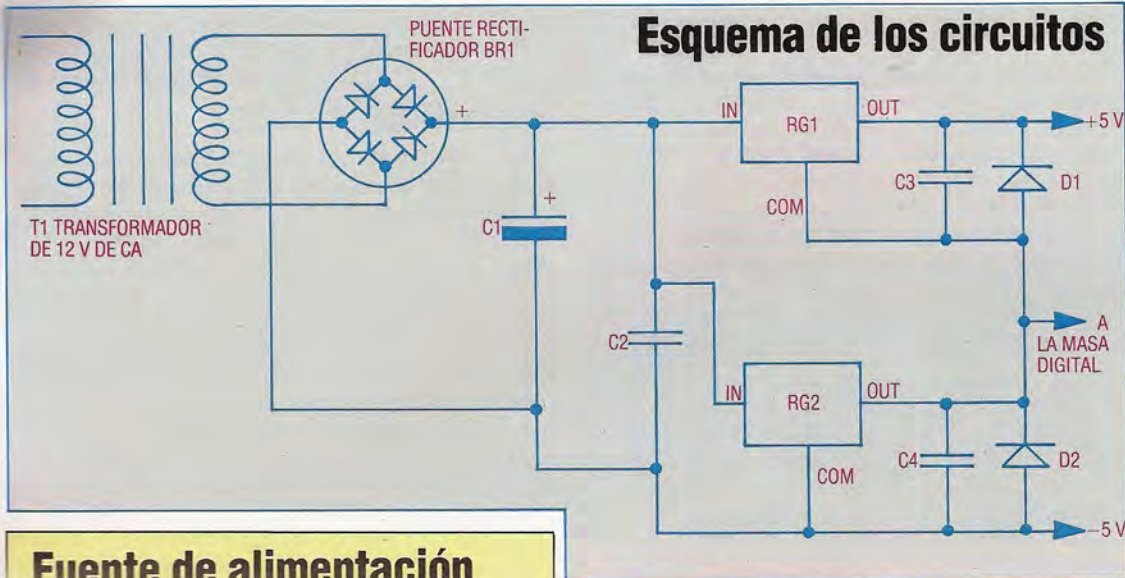 Esquema de los circuitos
PUENTE RECTI-
FICADOR BR1
+
T1 TRANSFORMADOR
DE 12 V DE CA
C1
+
C2
IN
RG1
OUT
COM
C3
D1
+5 V
A
LA MASA
DIGITAL
IN
RG2
OUT
COM
C4
D2
−5 V
Fuente de alimentación